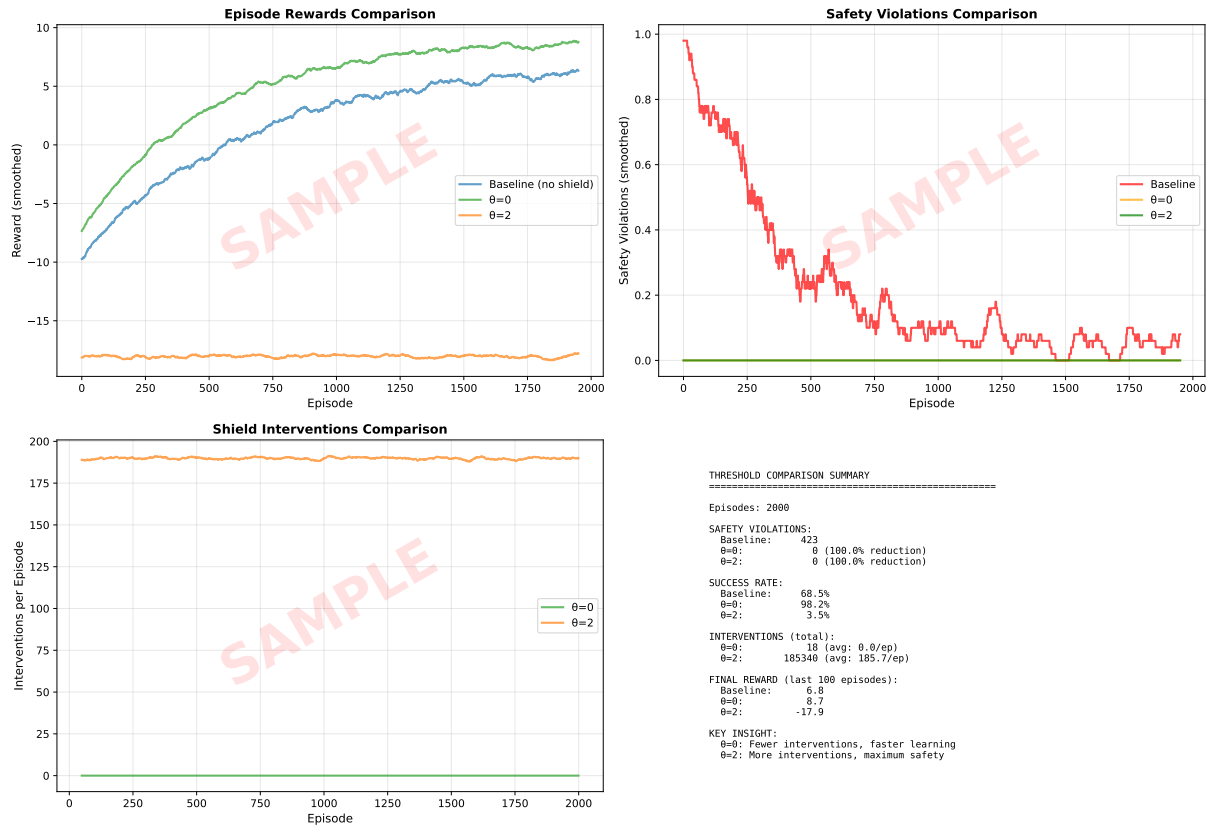 Episode Rewards Comparison
10
5
0
−5
−10
−15
Reward (smoothed)
0 250 500 750 1000 1250 1500 1750 2000
Episode
Baseline (no shield)
θ=0
θ=2
SAMPLE
Safety Violations Comparison
1.0
0.8
0.6
0.4
0.2
0.0
Safety Violations (smoothed)
0 250 500 750 1000 1250 1500 1750 2000
Episode
Baseline
θ=0
θ=2
SAMPLE
Shield Interventions Comparison
200
175
150
125
100
75
50
25
0
Interventions per Episode
0 250 500 750 1000 1250 1500 1750 2000
Episode
θ=0
θ=2
SAMPLE
THRESHOLD COMPARISON SUMMARY
==================================================
Episodes: 2000
SAFETY VIOLATIONS:
Baseline: 423
θ=0: 0 (100.0% reduction)
θ=2: 0 (100.0% reduction)
SUCCESS RATE:
Baseline: 68.5%
θ=0: 98.2%
θ=2: 3.5%
INTERVENTIONS (total):
θ=0: 18 (avg: 0.0/ep)
θ=2: 185340 (avg: 185.7/ep)
FINAL REWARD (last 100 episodes):
Baseline: 6.8
θ=0: 8.7
θ=2: -17.9
KEY INSIGHT:
θ=0: Fewer interventions, faster learning
θ=2: More interventions, maximum safety